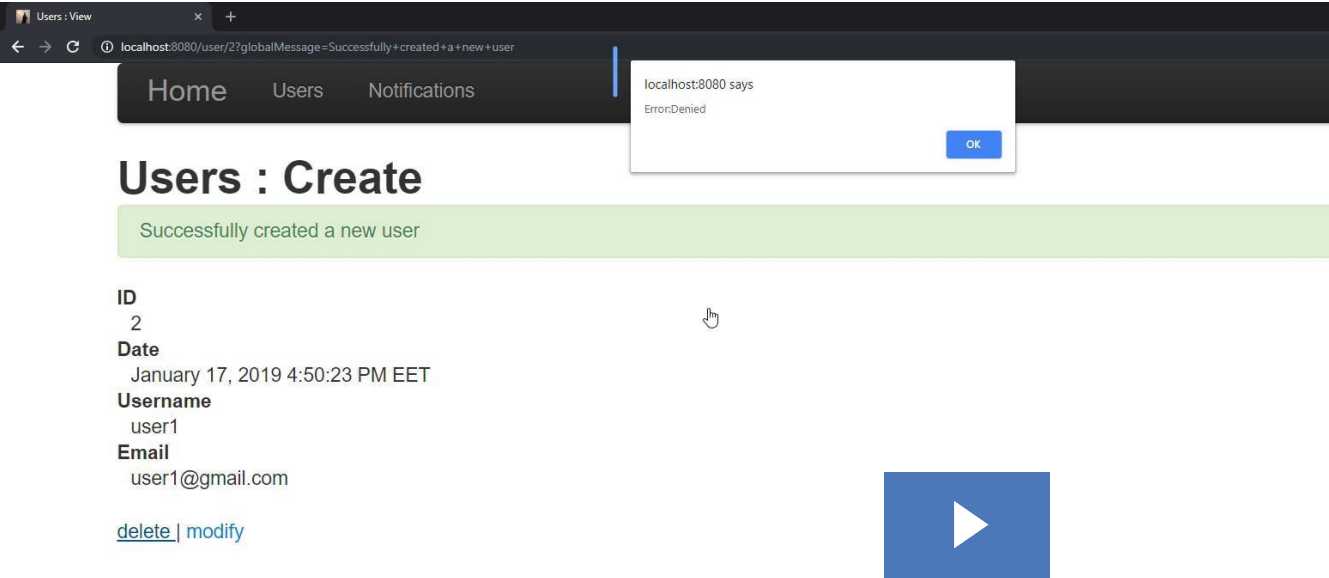 Users : View
localhost:8080/user/2?globalMessage=Successfully+created+a+new+user
Home Users Notifications
localhost:8080 says
Error:Denied
OK
Users : Create
Successfully created a new user
ID
2
Date
January 17, 2019 4:50:23 PM EET
Username
user1
Email
user1@gmail.com
delete | modify